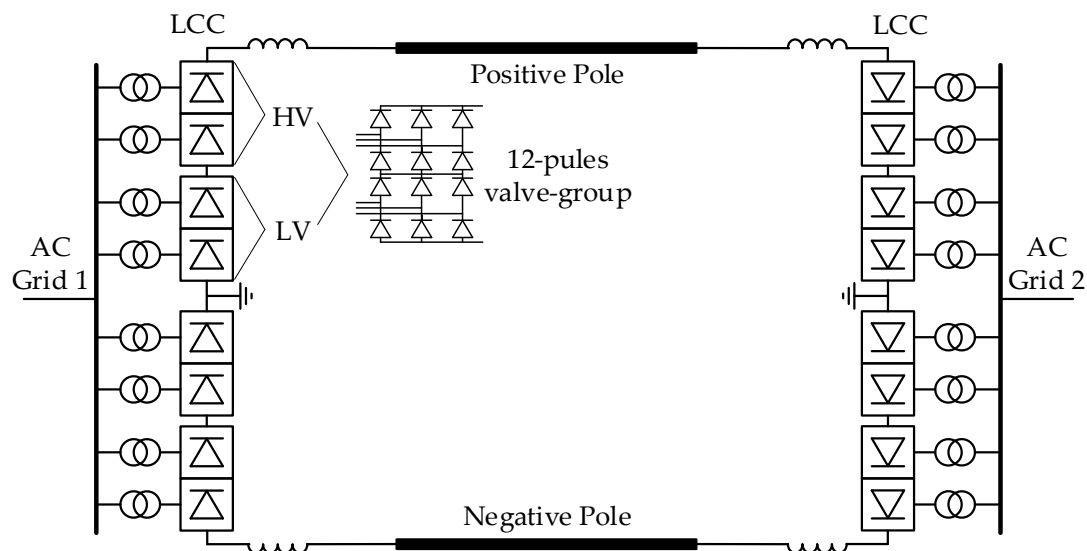 LCC
LCC
Positive Pole
HV
12-pules
valve-group
LV
AC
Grid 1
AC
Grid 2
Negative Pole